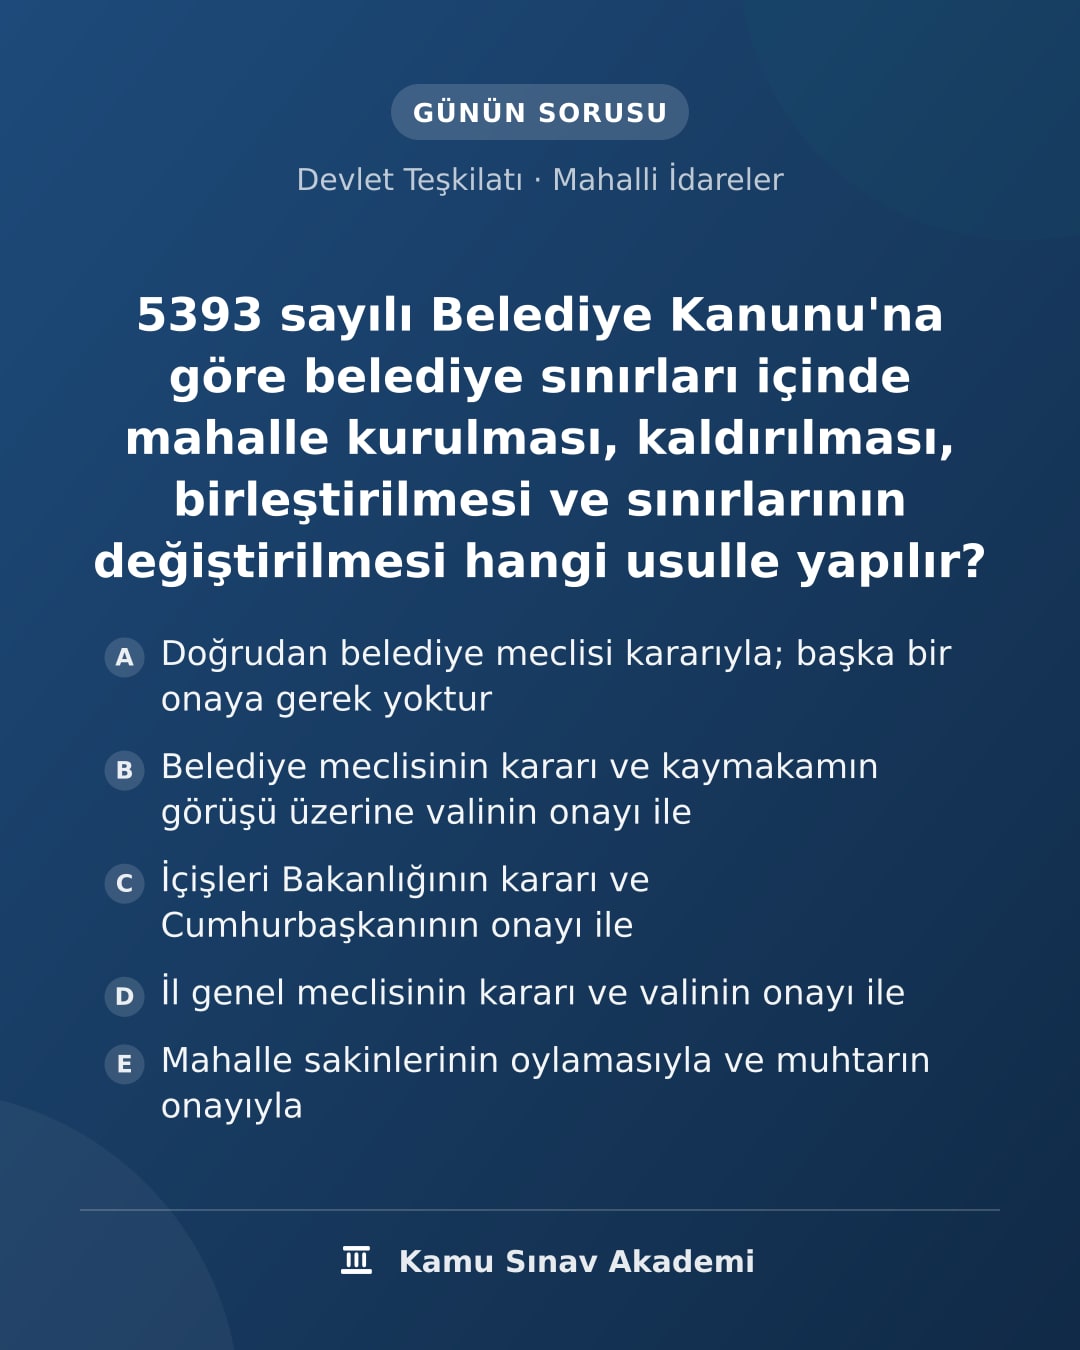 GÜNÜN SORUSU
Devlet Teşkilatı · Mahalli İdareler
5393 sayılı Belediye Kanunu'na
göre belediye sınırları içinde
mahalle kurulması, kaldırılması,
birleştirilmesi ve sınırlarının
değiştirilmesi hangi usulle yapılır?
A Doğrudan belediye meclisi kararıyla; başka bir
onaya gerek yoktur
B Belediye meclisinin kararı ve kaymakamın
görüşü üzerine valinin onayı ile
C İçişleri Bakanlığının kararı ve
Cumhurbaşkanının onayı ile
D İl genel meclisinin kararı ve valinin onayı ile
E Mahalle sakinlerinin oylamasıyla ve muhtarın
onayıyla
Kamu Sınav Akademi